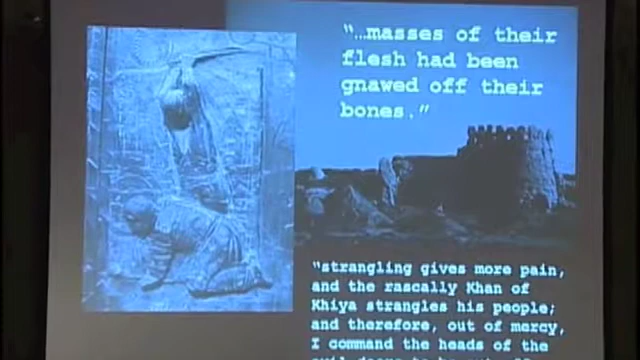 "…masses of their
flesh had been
gnawed off their
bones."
"strangling gives more pain,
and the rascally Khan of
Khiya strangles his people;
and therefore, out of mercy,
I command the heads of the